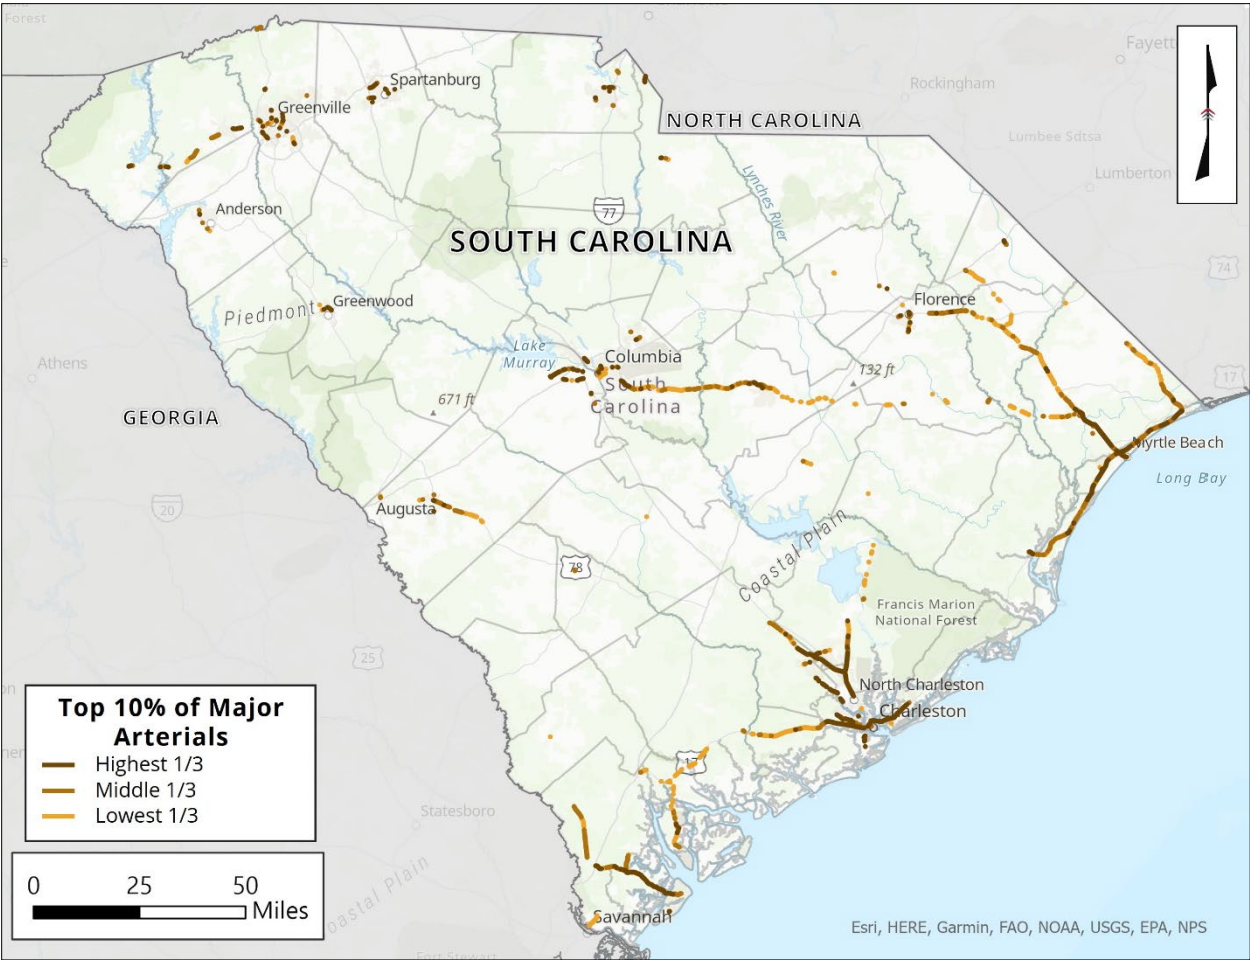 Forest
Fayett
Rockingham
Spartanburg
Greenville
NORTH CAROLINA
Lumbee Sdtsa
Lumberton
Lynches River
Anderson
77
SOUTH CAROLINA
74
Piedmont
Greenwood
Florence
Lake
Murray
Columbia
Athens
132 ft
South
Carolina
671 ft
17
GEORGIA
Myrtle Beach
Long Bay
20
Augusta
78
Coastal Plain
Francis Marion
National Forest
25
North Charleston
Charleston
17
Top 10% of Major
Arterials
Highest 1/3
Middle 1/3
Lowest 1/3
Statesboro
0 25 50
Miles
oastal Plain
Savannah
Esri, HERE, Garmin, FAO, NOAA, USGS, EPA, NPS
Fort Stewart